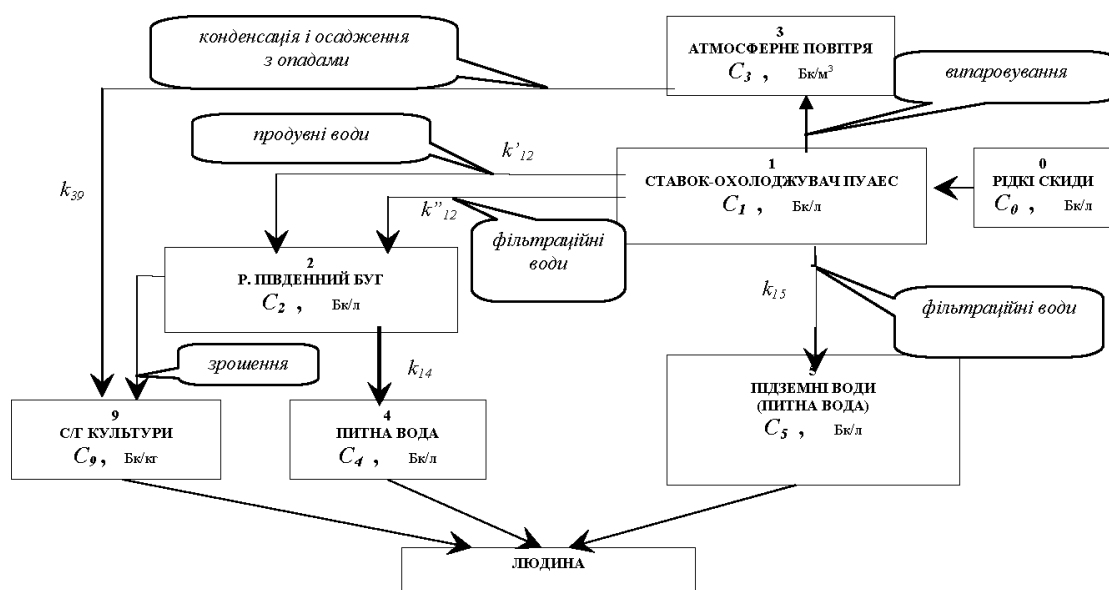 конденсація і осадження
з опадами
3
АТМОСФЕРНЕ ПОВІТРЯ
C3 , Бк/м³
випаровування
продувні води
k'12
1
СТАВОК-ОХОЛОДЖУВАЧ ПУАЕС
C1 , Бк/л
0
РІДКІ СКИДИ
C0 , Бк/л
k39
k"12
фільтраційні
води
2
Р. ПІВДЕННИЙ БУГ
C2 , Бк/л
k15
фільтраційні води
зрошення
k14
9
С/Г КУЛЬТУРИ
C9 , Бк/кг
4
ПИТНА ВОДА
C4 , Бк/л
5
ПІДЗЕМНІ ВОДИ
(ПИТНА ВОДА)
C5 , Бк/л
ЛЮДИНА